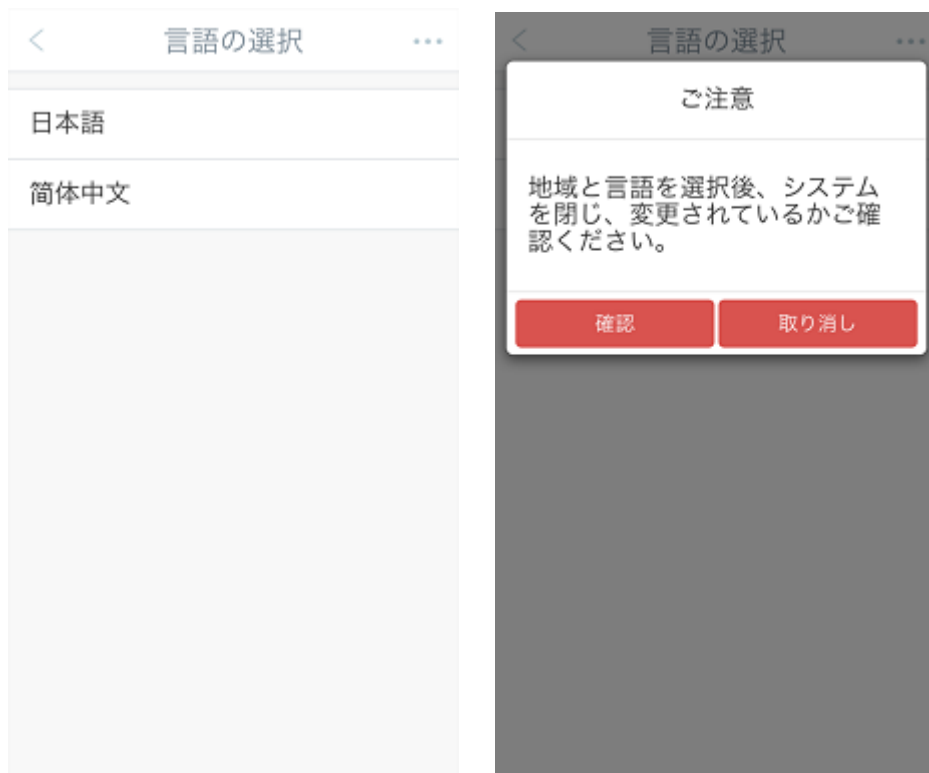 言語の選択
日本語
简体中文
言語の選択
ご注意
地域と言語を選択後、システム
を閉じ、変更されているかご確
認ください。
確認
取り消し